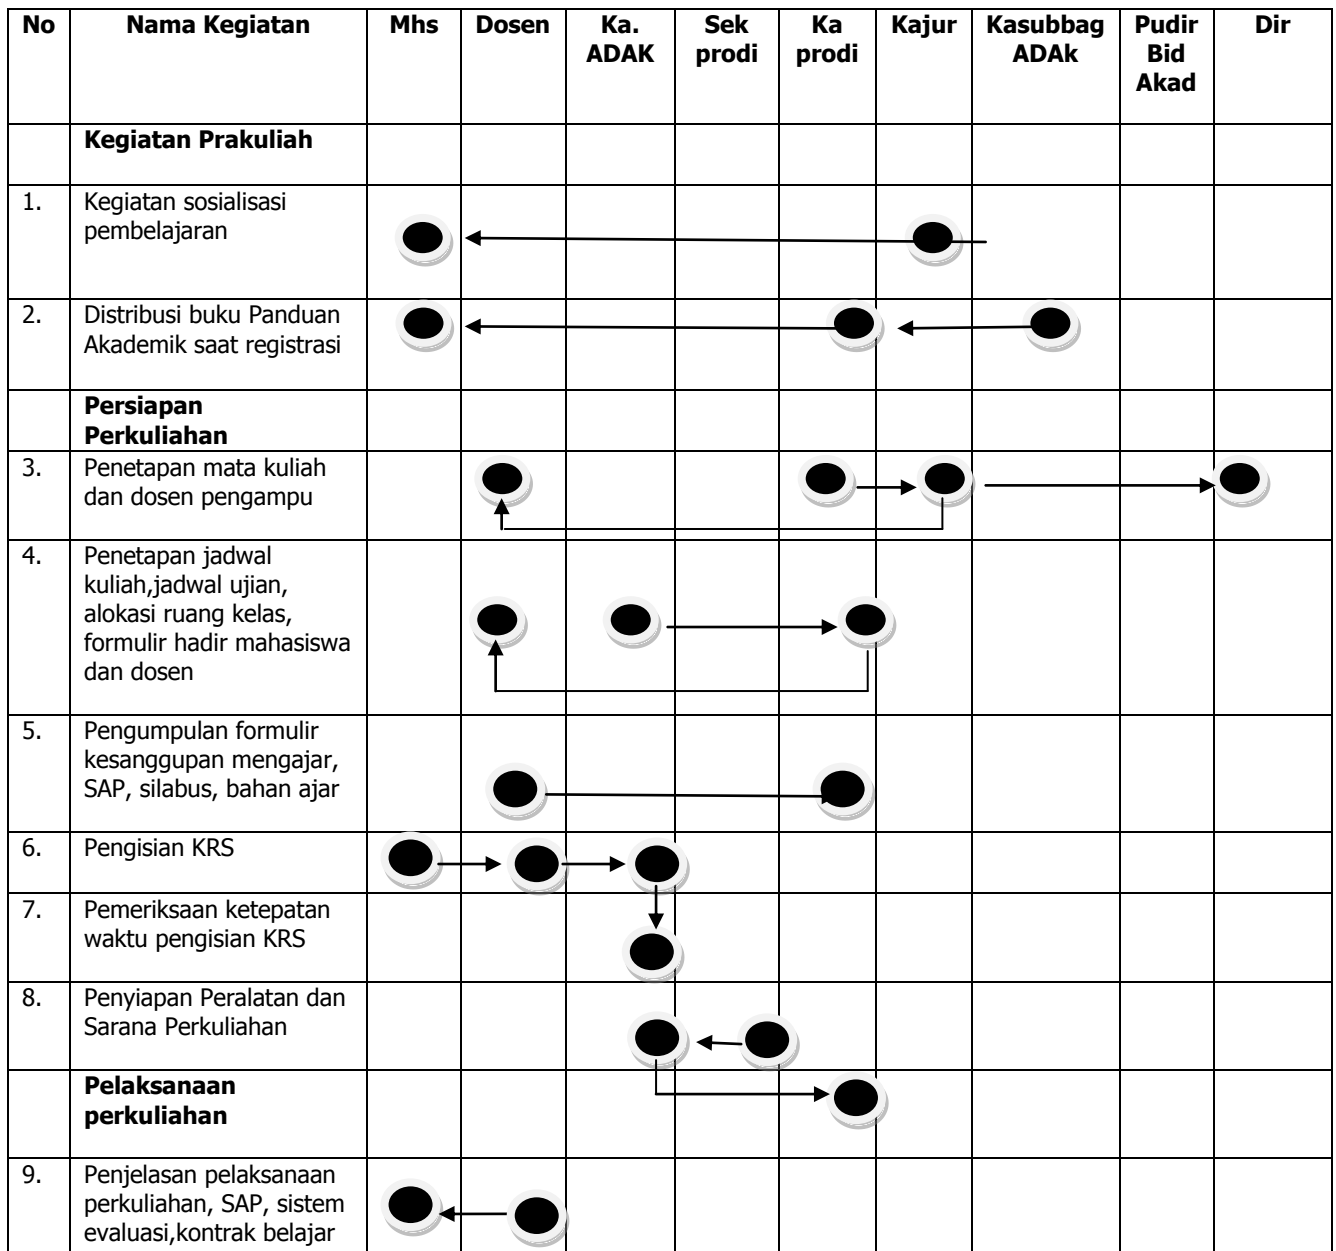 No Nama Kegiatan Mhs Dosen Ka. Sek Ka Kajur Kasubbag Pudir Dir
ADAK prodi prodi ADAk Bid
Akad
Kegiatan Prakuliah
1. Kegiatan sosialisasi
pembelajaran
2. Distribusi buku Panduan
Akademik saat registrasi
Persiapan
Perkuliahan
3. Penetapan mata kuliah
dan dosen pengampu
4. Penetapan jadwal
kuliah,jadwal ujian,
alokasi ruang kelas,
formulir hadir mahasiswa
dan dosen
5. Pengumpulan formulir
kesanggupan mengajar,
SAP, silabus, bahan ajar
6. Pengisian KRS
7. Pemeriksaan ketepatan
waktu pengisian KRS
8. Penyiapan Peralatan dan
Sarana Perkuliahan
Pelaksanaan
perkuliahan
9. Penjelasan pelaksanaan
perkuliahan, SAP, sistem
evaluasi,kontrak belajar